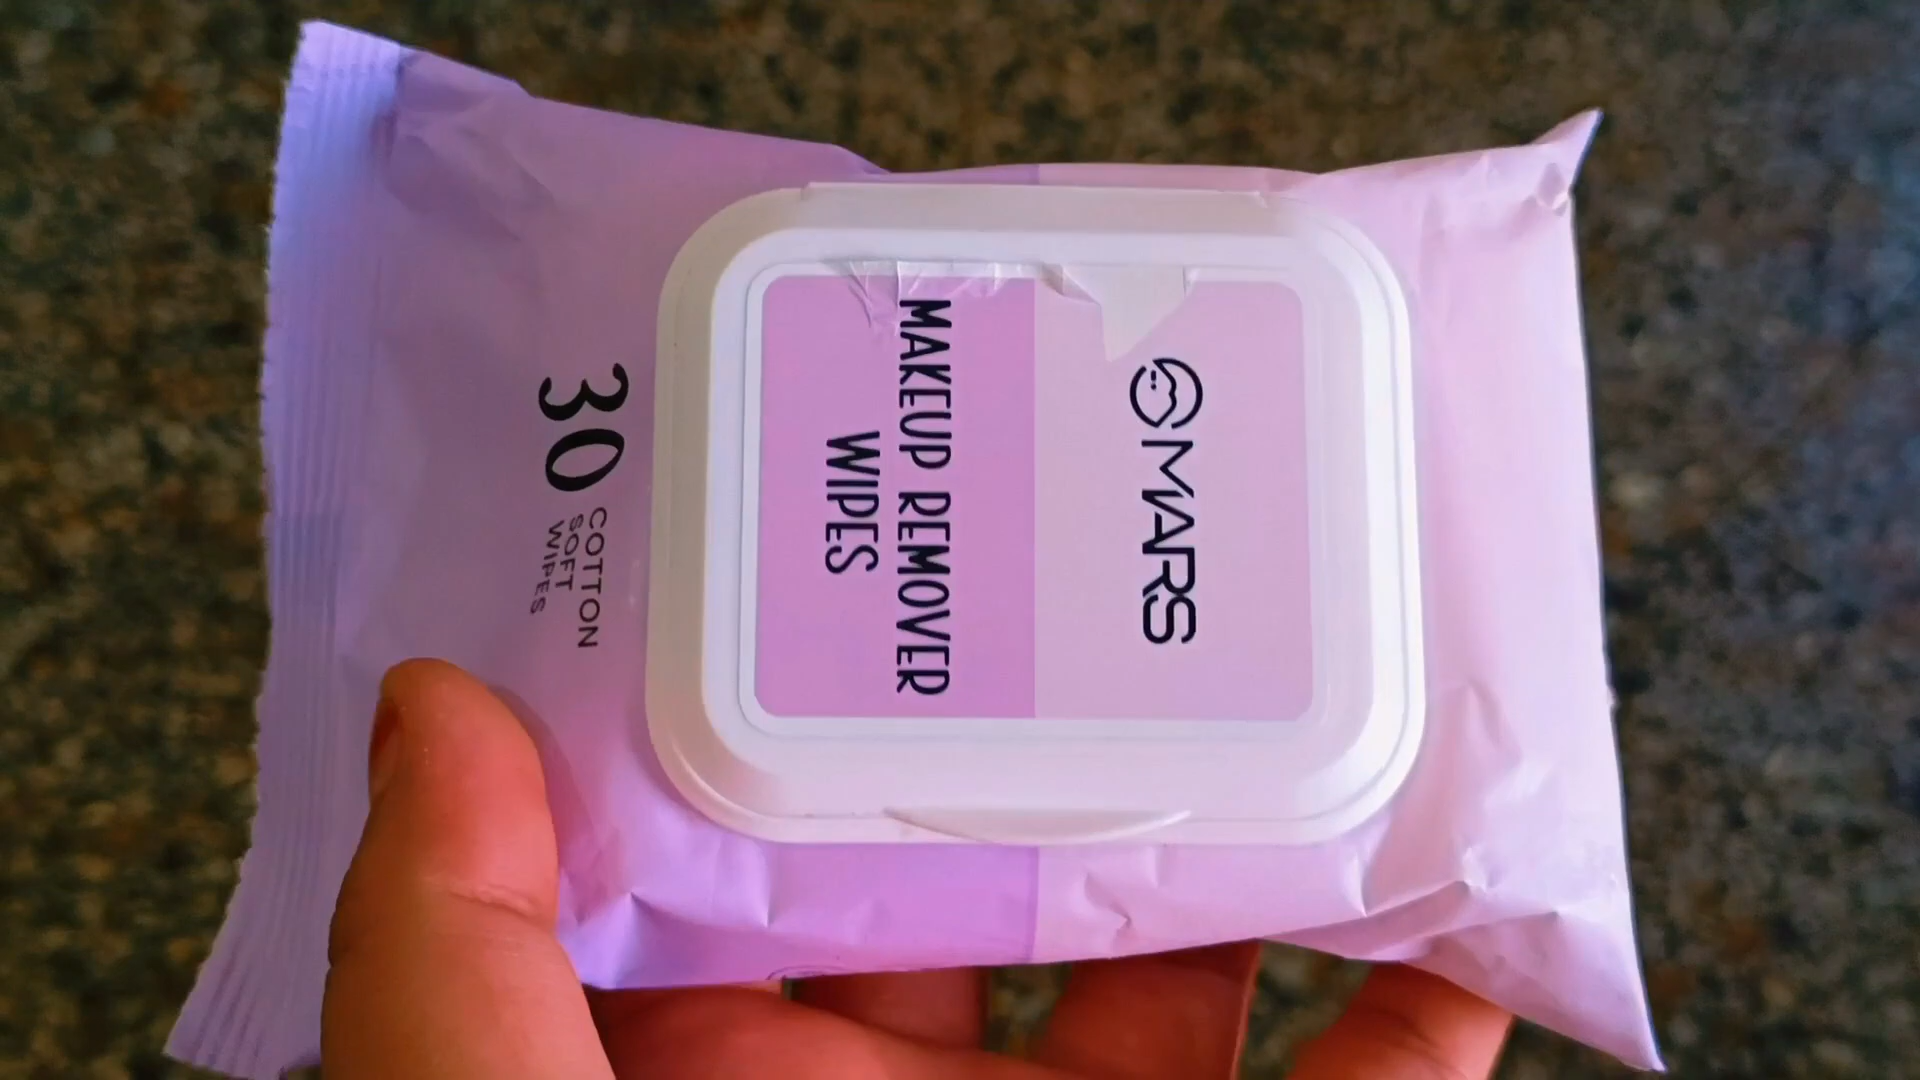 MARS
MAKEUP REMOVER
WIPES
30
COTTON
SOFT
WIPES